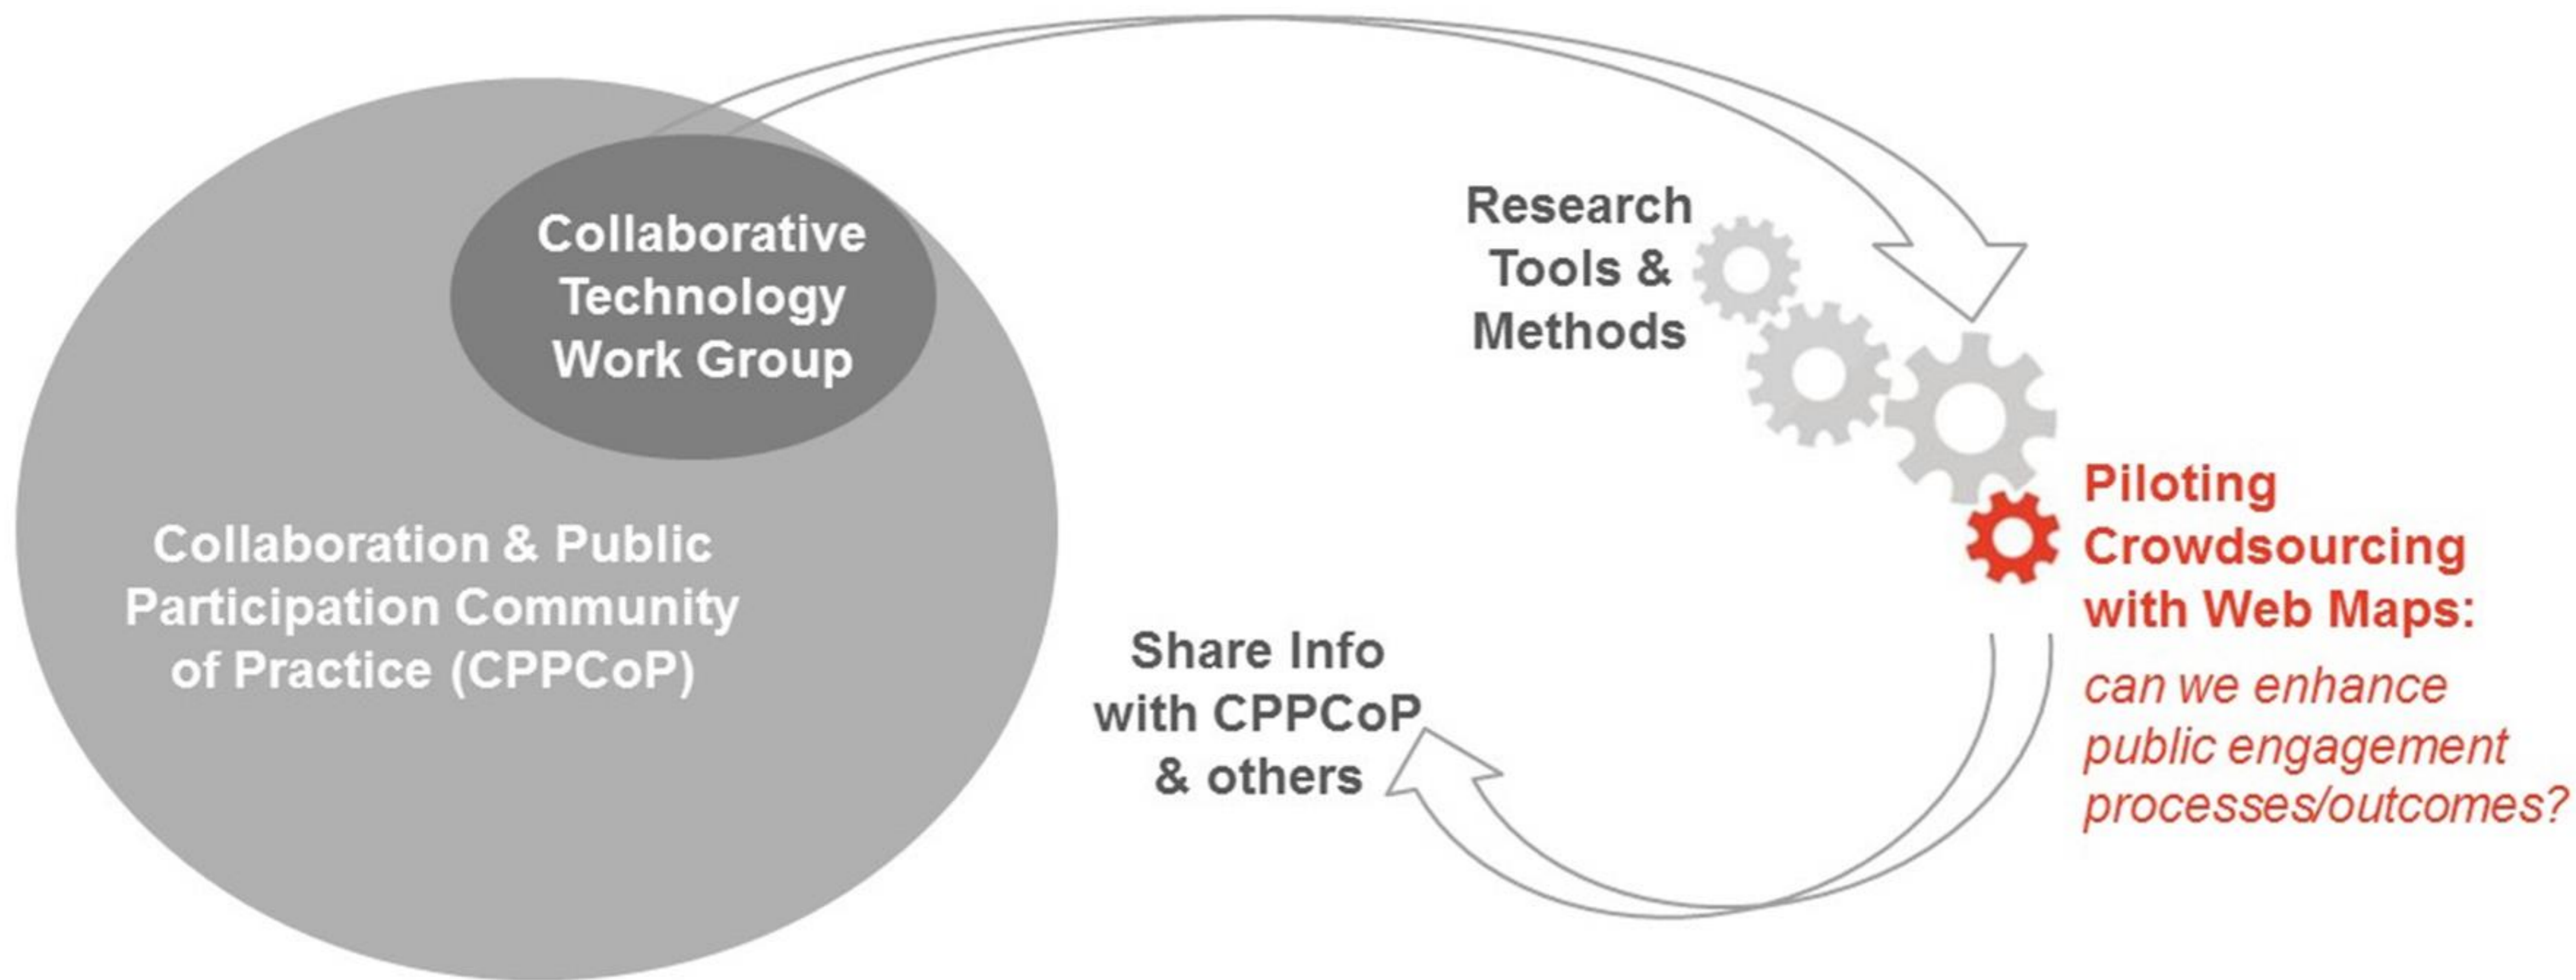 Collaborative
Technology
Work Group
Collaboration & Public
Participation Community
of Practice (CPPCoP)
Research
Tools &
Methods
Piloting
Crowdsourcing
with Web Maps:
can we enhance
public engagement
processes/outcomes?
Share Info
with CPPCoP
& others